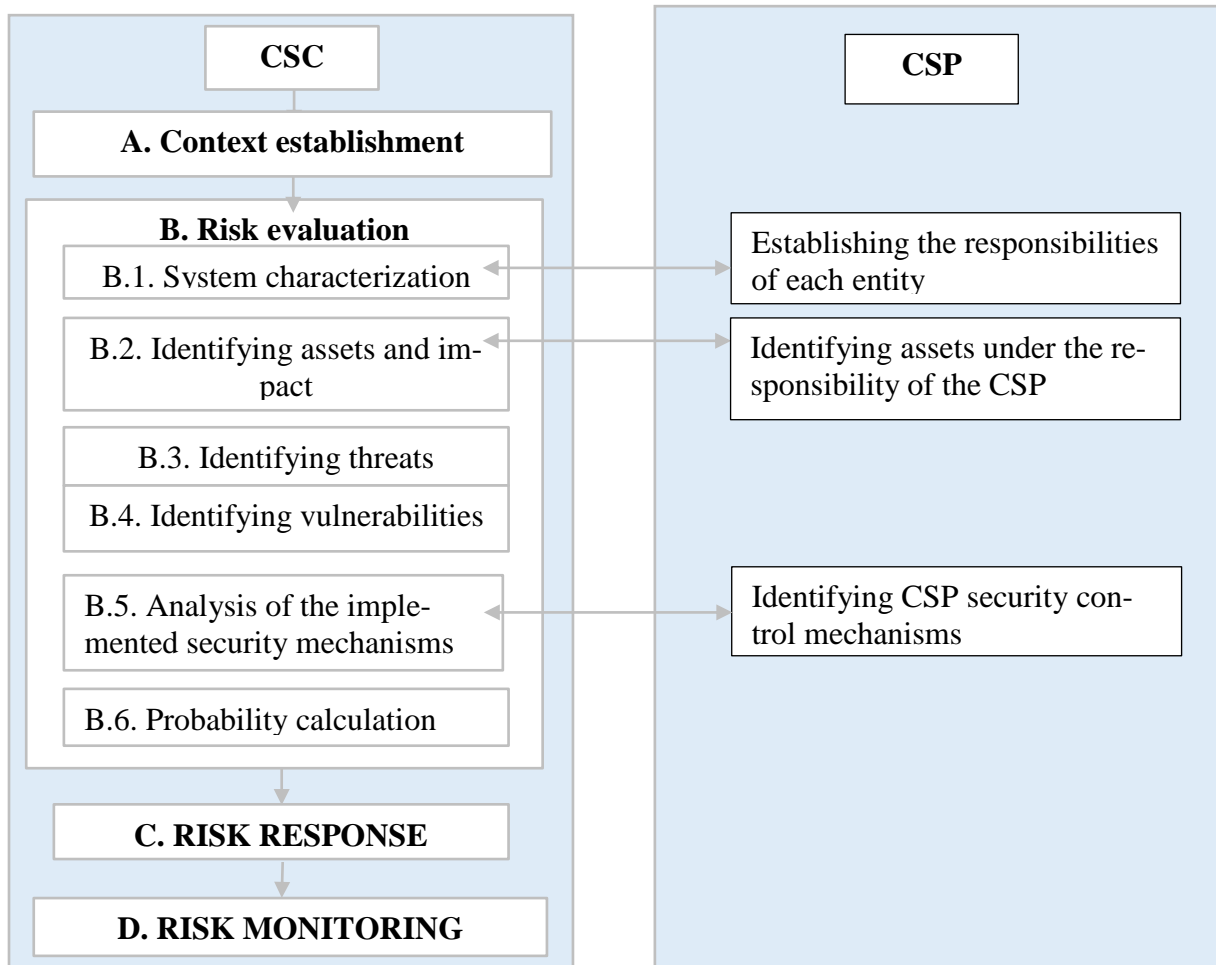 CSC
A. Context establishment
B. Risk evaluation
B.1. System characterization
B.2. Identifying assets and im-
pact
B.3. Identifying threats
B.4. Identifying vulnerabilities
B.5. Analysis of the imple-
mented security mechanisms
B.6. Probability calculation
C. RISK RESPONSE
D. RISK MONITORING
CSP
Establishing the responsibilities
of each entity
Identifying assets under the re-
sponsibility of the CSP
Identifying CSP security con-
trol mechanisms